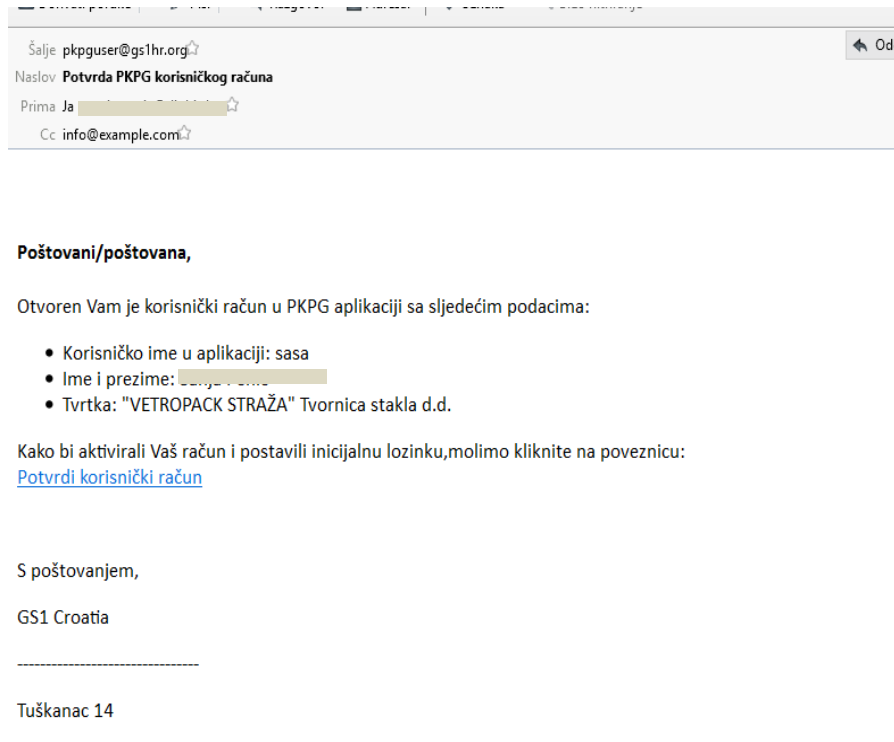 Šalje pkpguser@gs1hr.org
Od
Naslov Potvrda PKPG korisničkog računa
Prima Ja
Cc info@example.com
Poštovani/poštovana,
Otvoren Vam je korisnički račun u PKPG aplikaciji sa sljedećim podacima:
• Korisničko ime u aplikaciji: sasa
• Ime i prezime:
• Tvrtka: "VETROPACK STRAŽA" Tvornica stakla d.d.
Kako bi aktivirali Vaš račun i postavili inicijalnu lozinku,molimo kliknite na poveznicu:
Potvrdi korisnički račun
S poštovanjem,
GS1 Croatia
--------------------------------
Tuškanac 14